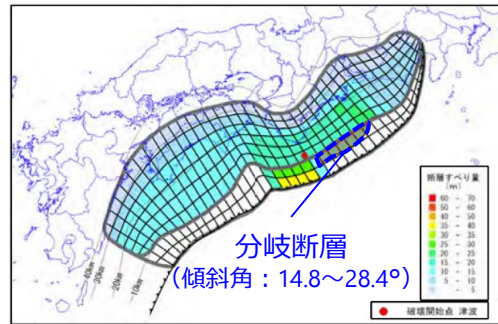 -40km
-30km
-20km
-10km
分岐断層
(傾斜角：14.8～28.4°)
断層すべり量
(m)
60 - 70
50 - 60
40 - 50
35 - 40
30 - 35
25 - 30
20 - 25
15 - 20
10 - 15
5 - 10
- 5
破壊開始点 津波